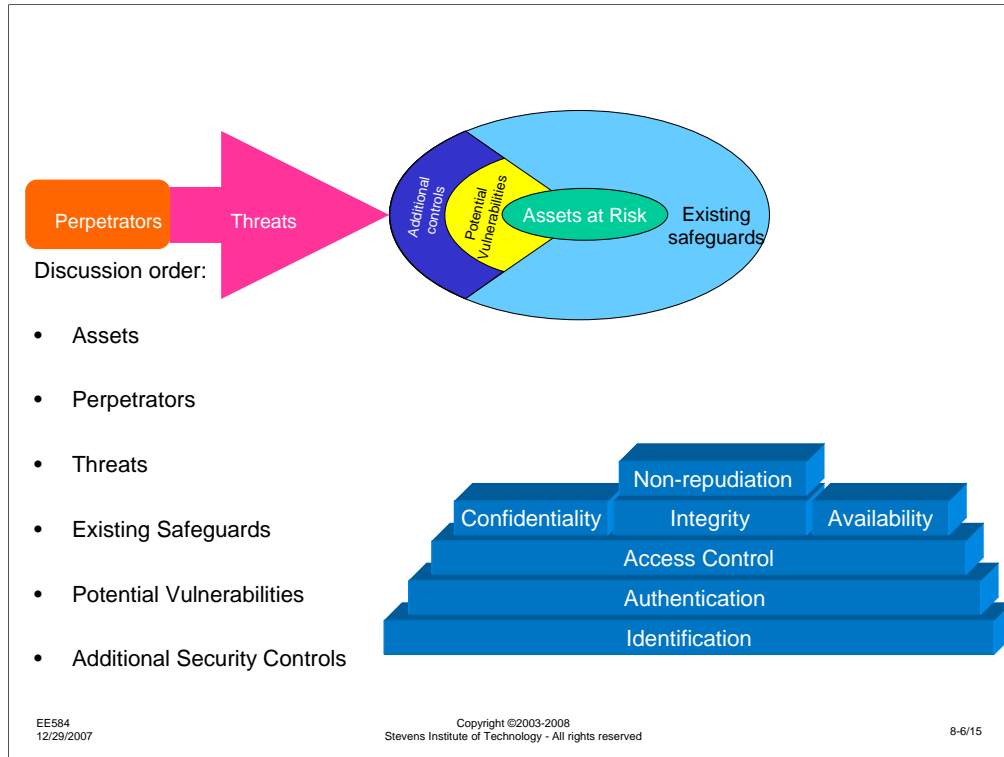 Perpetrators
Threats
Additional
controls
Potential
Vulnerabilities
Assets at Risk
Existing
safeguards
Discussion order:
• Assets
• Perpetrators
• Threats
• Existing Safeguards
• Potential Vulnerabilities
• Additional Security Controls
Non-repudiation
Confidentiality
Integrity
Availability
Access Control
Authentication
Identification
EE584
12/29/2007
Copyright ©2003-2008
Stevens Institute of Technology - All rights reserved
8-6/15